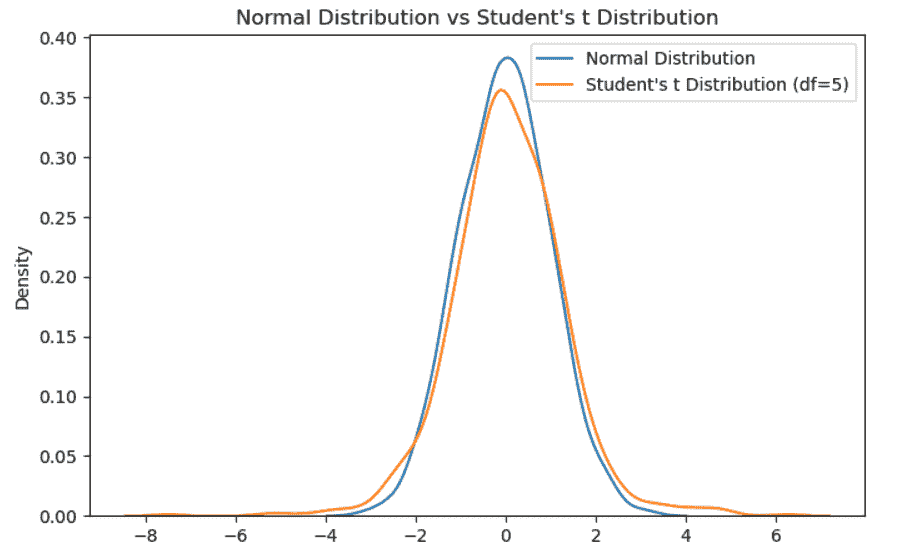 Normal Distribution vs Student's t Distribution
Normal Distribution
Student's t Distribution (df=5)
Density
0.40
0.35
0.30
0.25
0.20
0.15
0.10
0.05
0.00
−8 −6 −4 −2 0 2 4 6